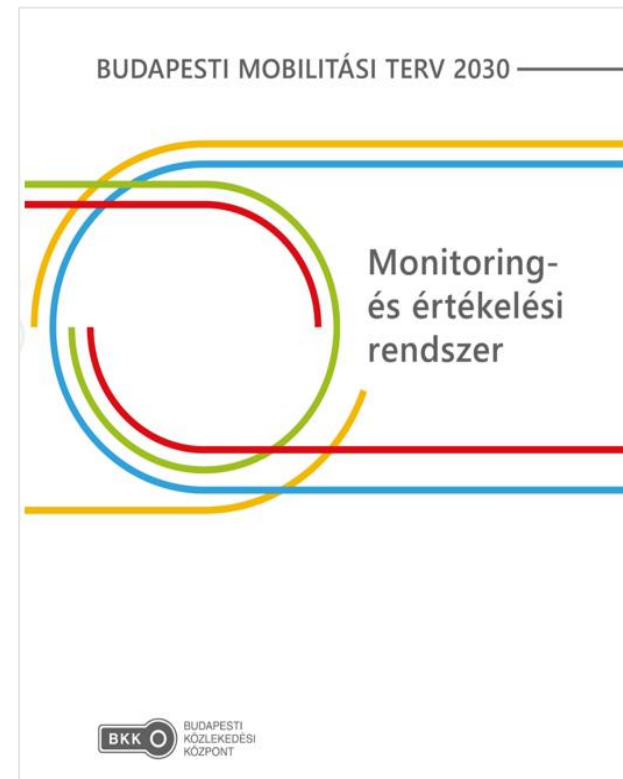 BUDAPESTI MOBILITÁSI TERV 2030
Monitoring-
és értékelési
rendszer
BKK
BUDAPESTI
KÖZLEKEDÉSI
KÖZPONT